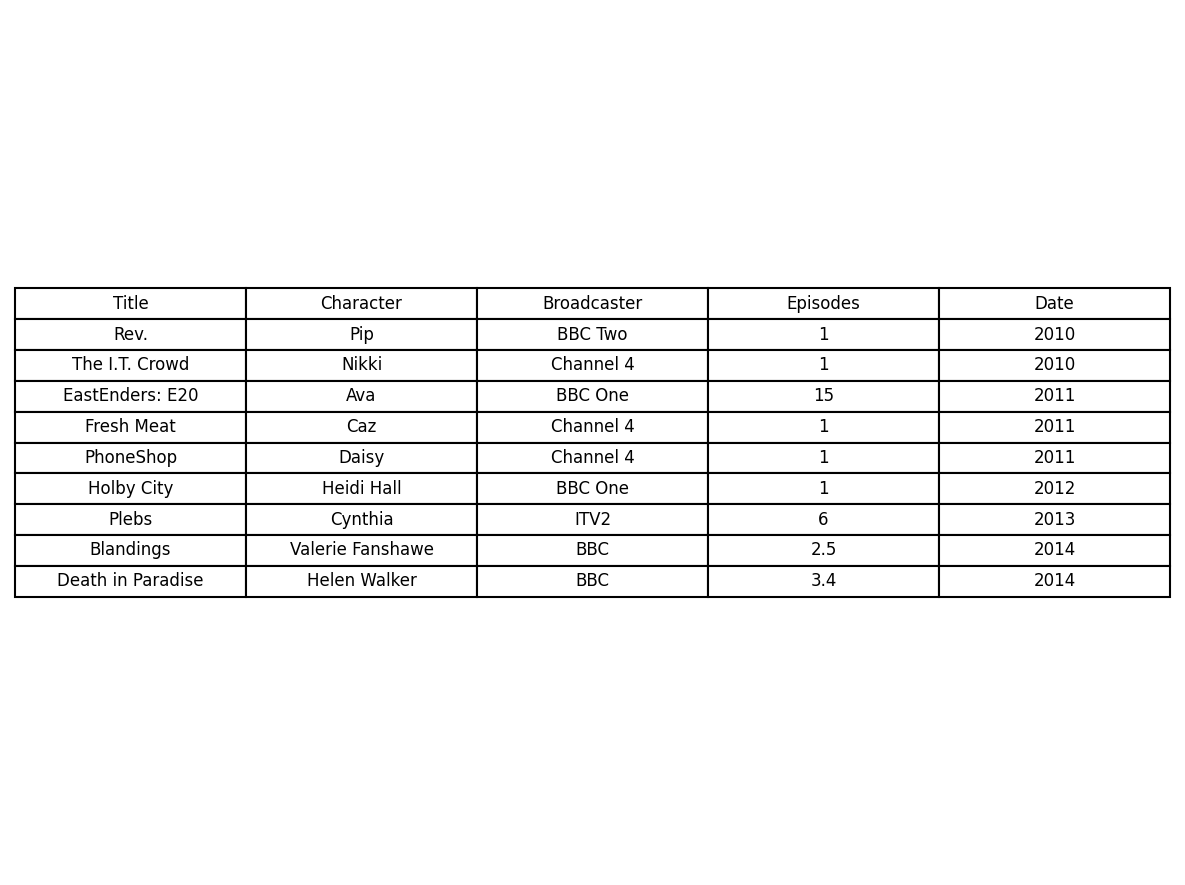 Title Character Broadcaster Episodes Date
Rev. Pip BBC Two 1 2010
The I.T. Crowd Nikki Channel 4 1 2010
EastEnders: E20 Ava BBC One 15 2011
Fresh Meat Caz Channel 4 1 2011
PhoneShop Daisy Channel 4 1 2011
Holby City Heidi Hall BBC One 1 2012
Plebs Cynthia ITV2 6 2013
Blandings Valerie Fanshawe BBC 2.5 2014
Death in Paradise Helen Walker BBC 3.4 2014